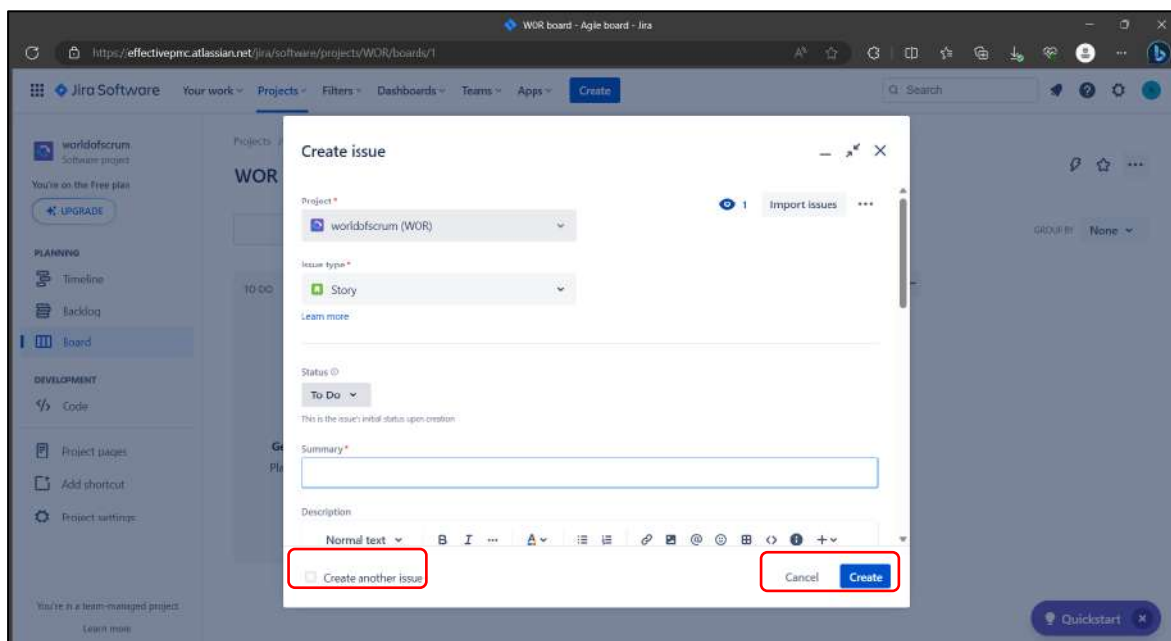 WOR board - Agile board - Jira
https://effectivepmc.atlassian.net/jira/software/projects/WOR/boards/1
Jira Software Your work Projects Filters Dashboards Teams Apps Create Search
worldofscrum
Software project
You're on the Free plan
UPGRADE
PLANNING
Timeline
Backlog
Board
DEVELOPMENT
Code
Project pages
Add shortcut
Project settings
You're in a team-managed project
Learn more
Projects
WOR
TO DO
GROUP BY None
Create issue
Project *
1 Import issues
worldofscrum (WOR)
Issue type *
Story
Learn more
Status
To Do
This is the issue's initial status upon creation
Summary *
Description
Normal text B I ... A
Create another issue
Cancel Create
Quickstart